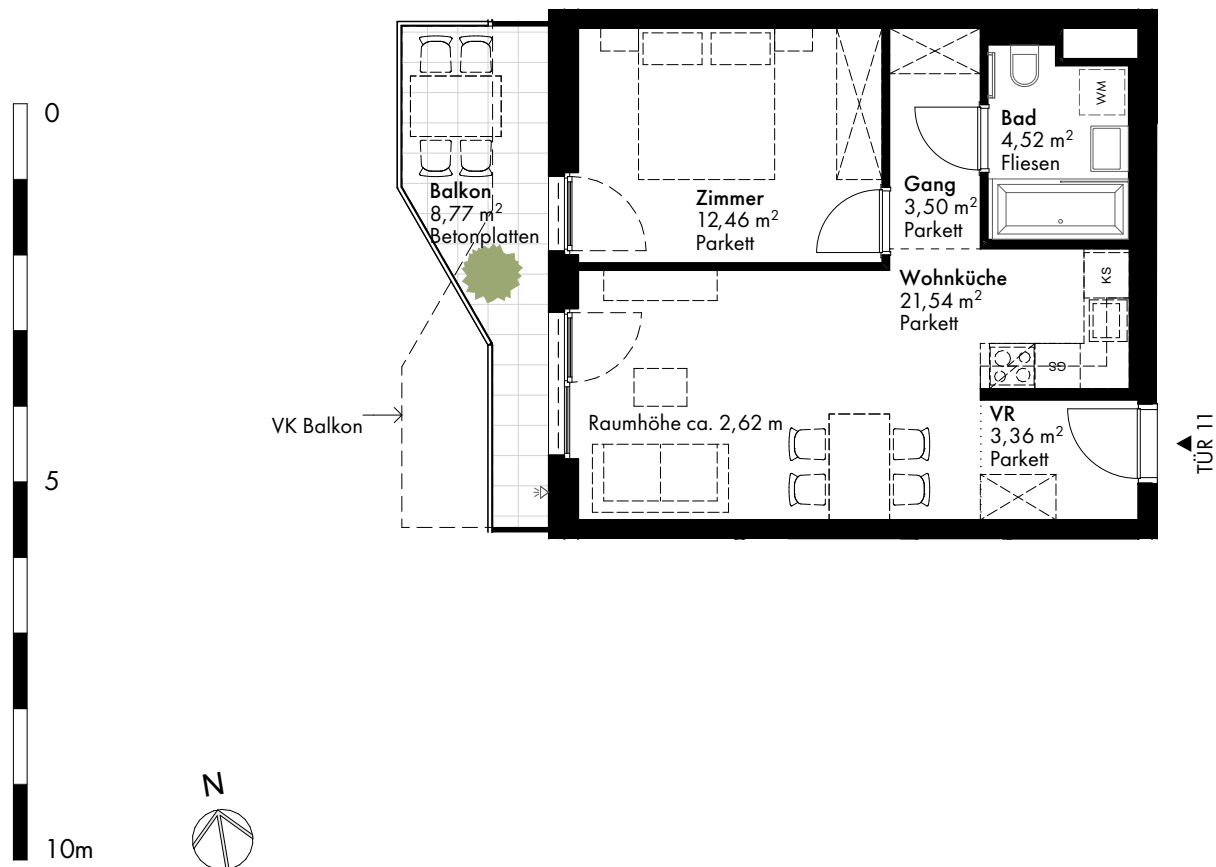 0
5
10m
N
VK Balkon
Balkon
8,77 m²
Betonplatten
Zimmer
12,46 m²
Parkett
Gang
3,50 m²
Parkett
Bad
4,52 m²
Fliesen
WM
Wohnküche
21,54 m²
Parkett
KS
GS
Raumhöhe ca. 2,62 m
VR
3,36 m²
Parkett
TÜR 11